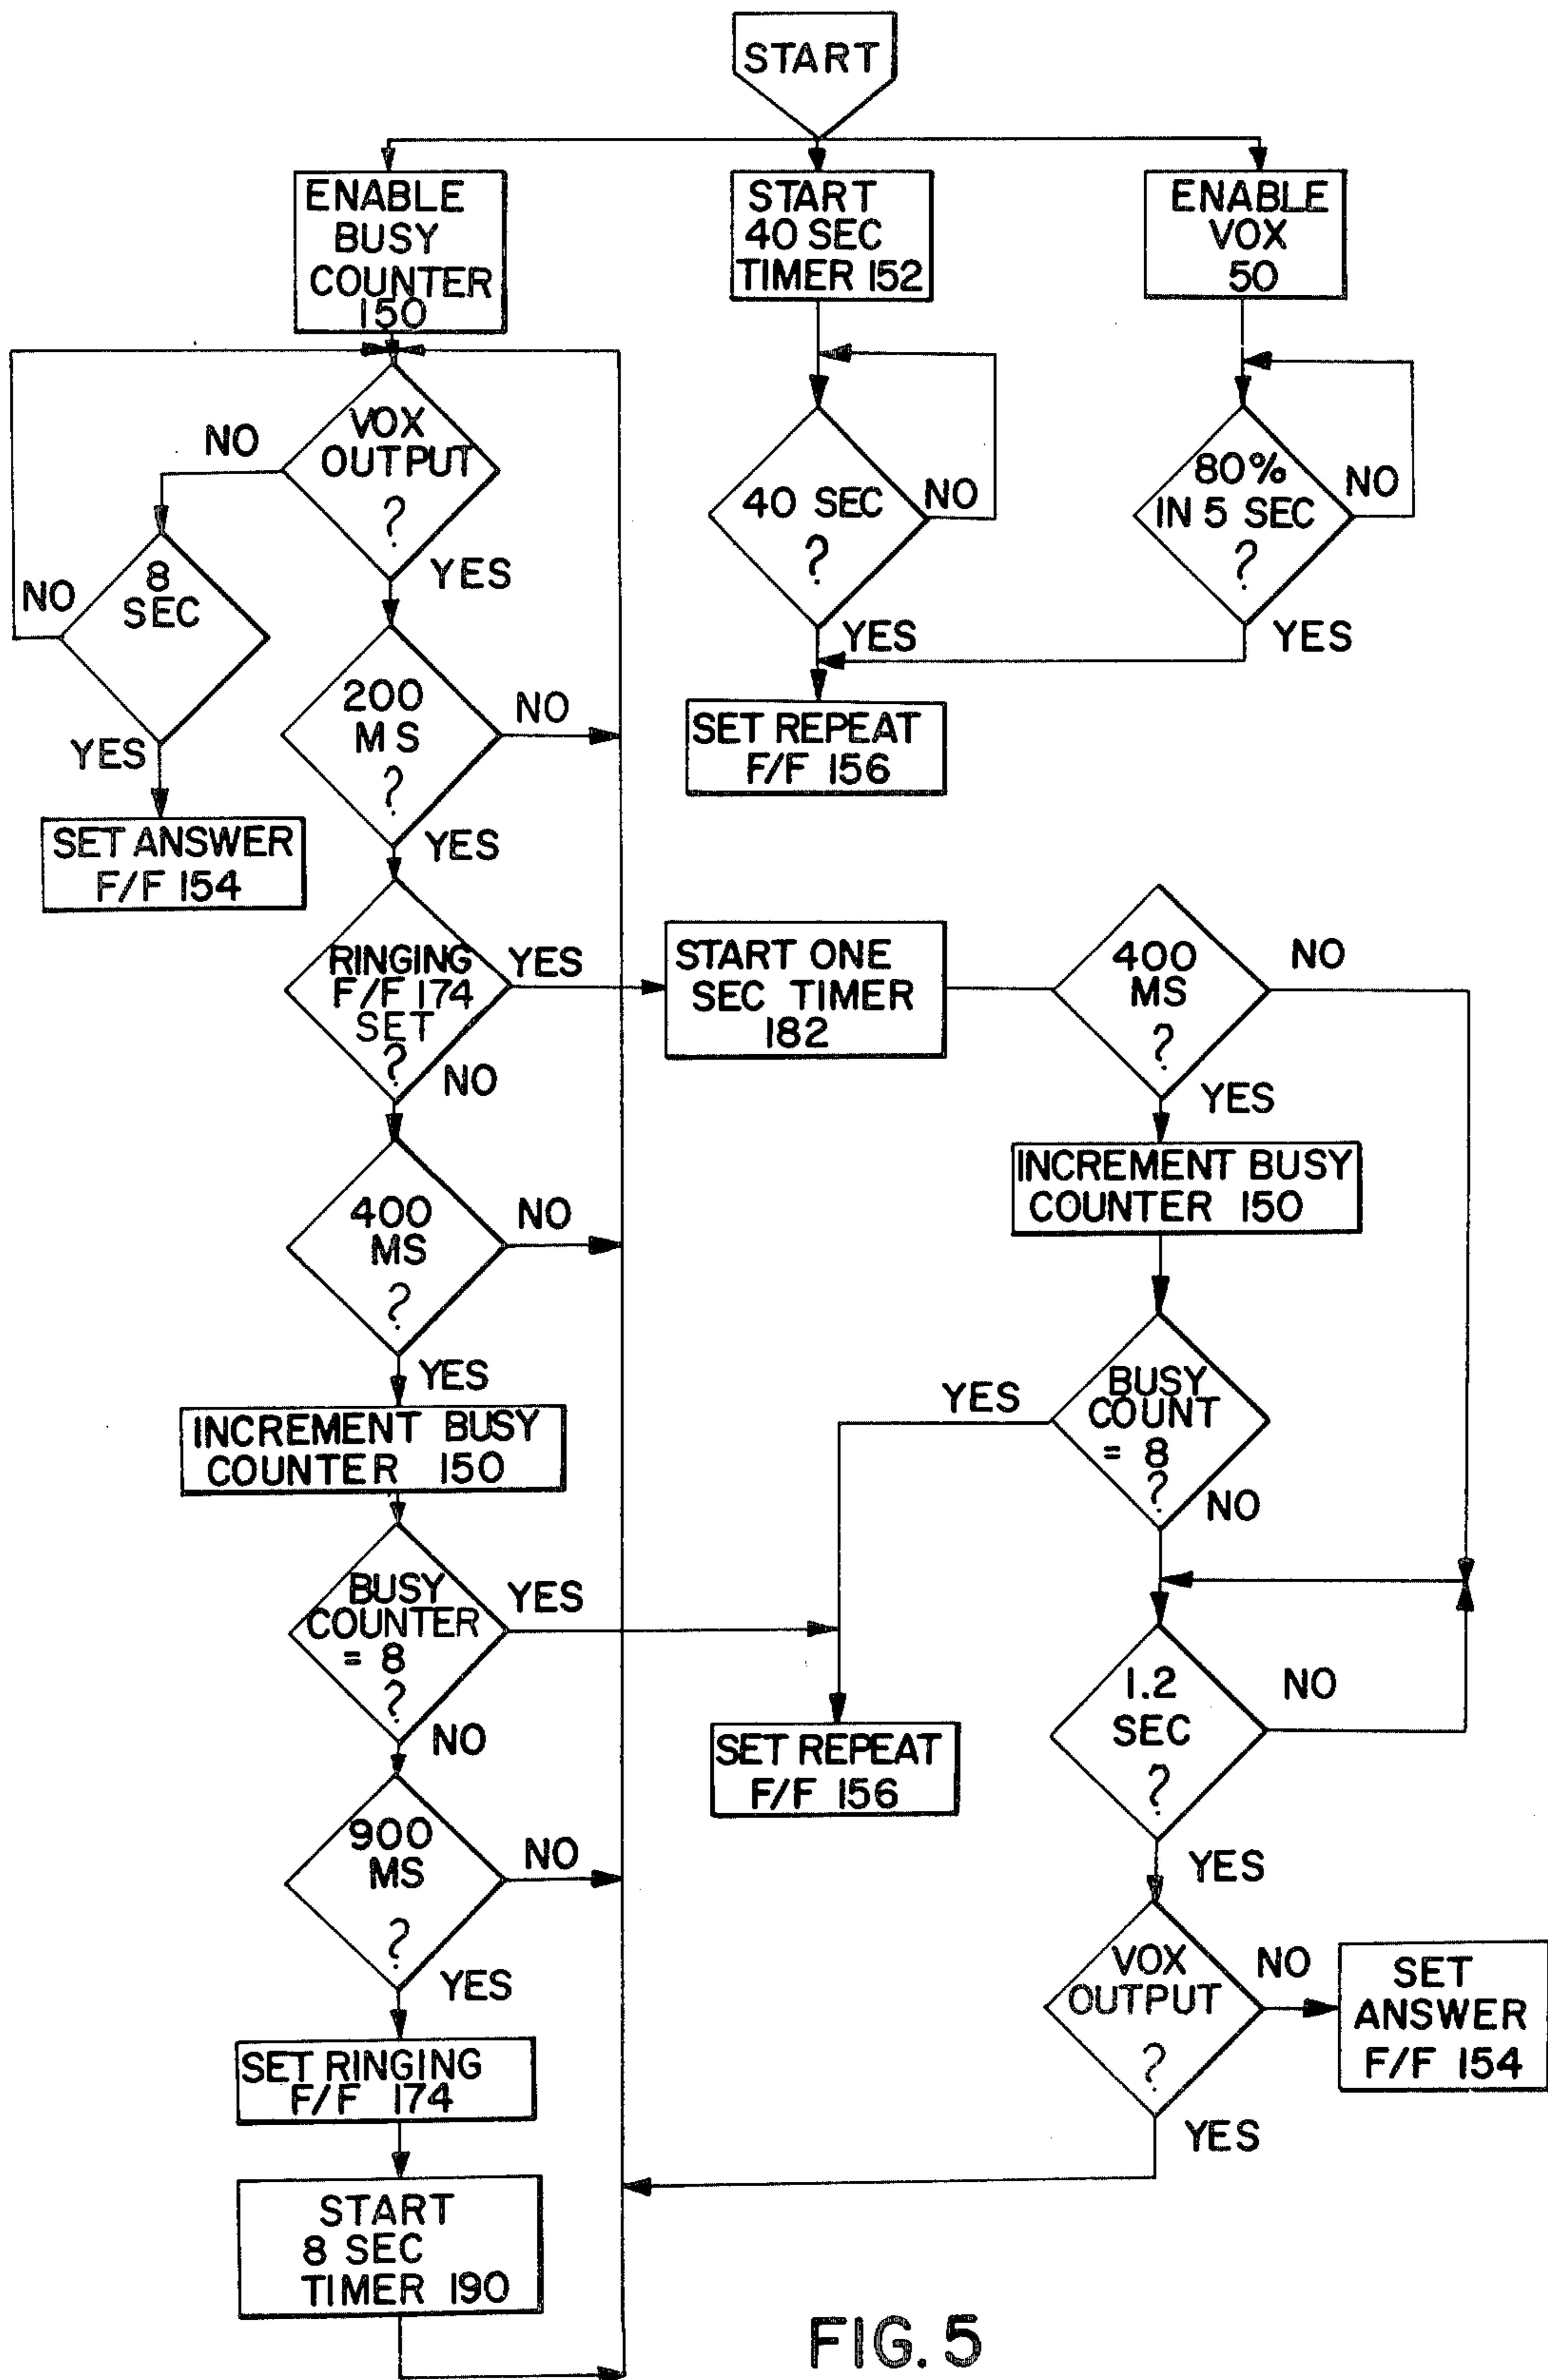 START
ENABLE
BUSY
COUNTER
150
START
40 SEC
TIMER 152
ENABLE
VOX
50
VOX
OUTPUT
?
NO
YES
8
SEC
NO
YES
SET ANSWER
F/F 154
40 SEC
?
NO
YES
80%
IN 5 SEC
?
NO
YES
SET REPEAT
F/F 156
200
MS
?
NO
YES
RINGING
F/F 174
SET
?
YES
NO
START ONE
SEC TIMER
182
400
MS
?
NO
YES
400
MS
?
NO
YES
INCREMENT BUSY
COUNTER 150
INCREMENT BUSY
COUNTER 150
BUSY
COUNT
= 8
?
YES
NO
BUSY
COUNTER
= 8
?
YES
NO
SET REPEAT
F/F 156
1.2
SEC
?
NO
YES
900
MS
?
NO
YES
VOX
OUTPUT
?
NO
YES
SET
ANSWER
F/F 154
SET RINGING
F/F 174
START
8 SEC
TIMER 190
FIG. 5